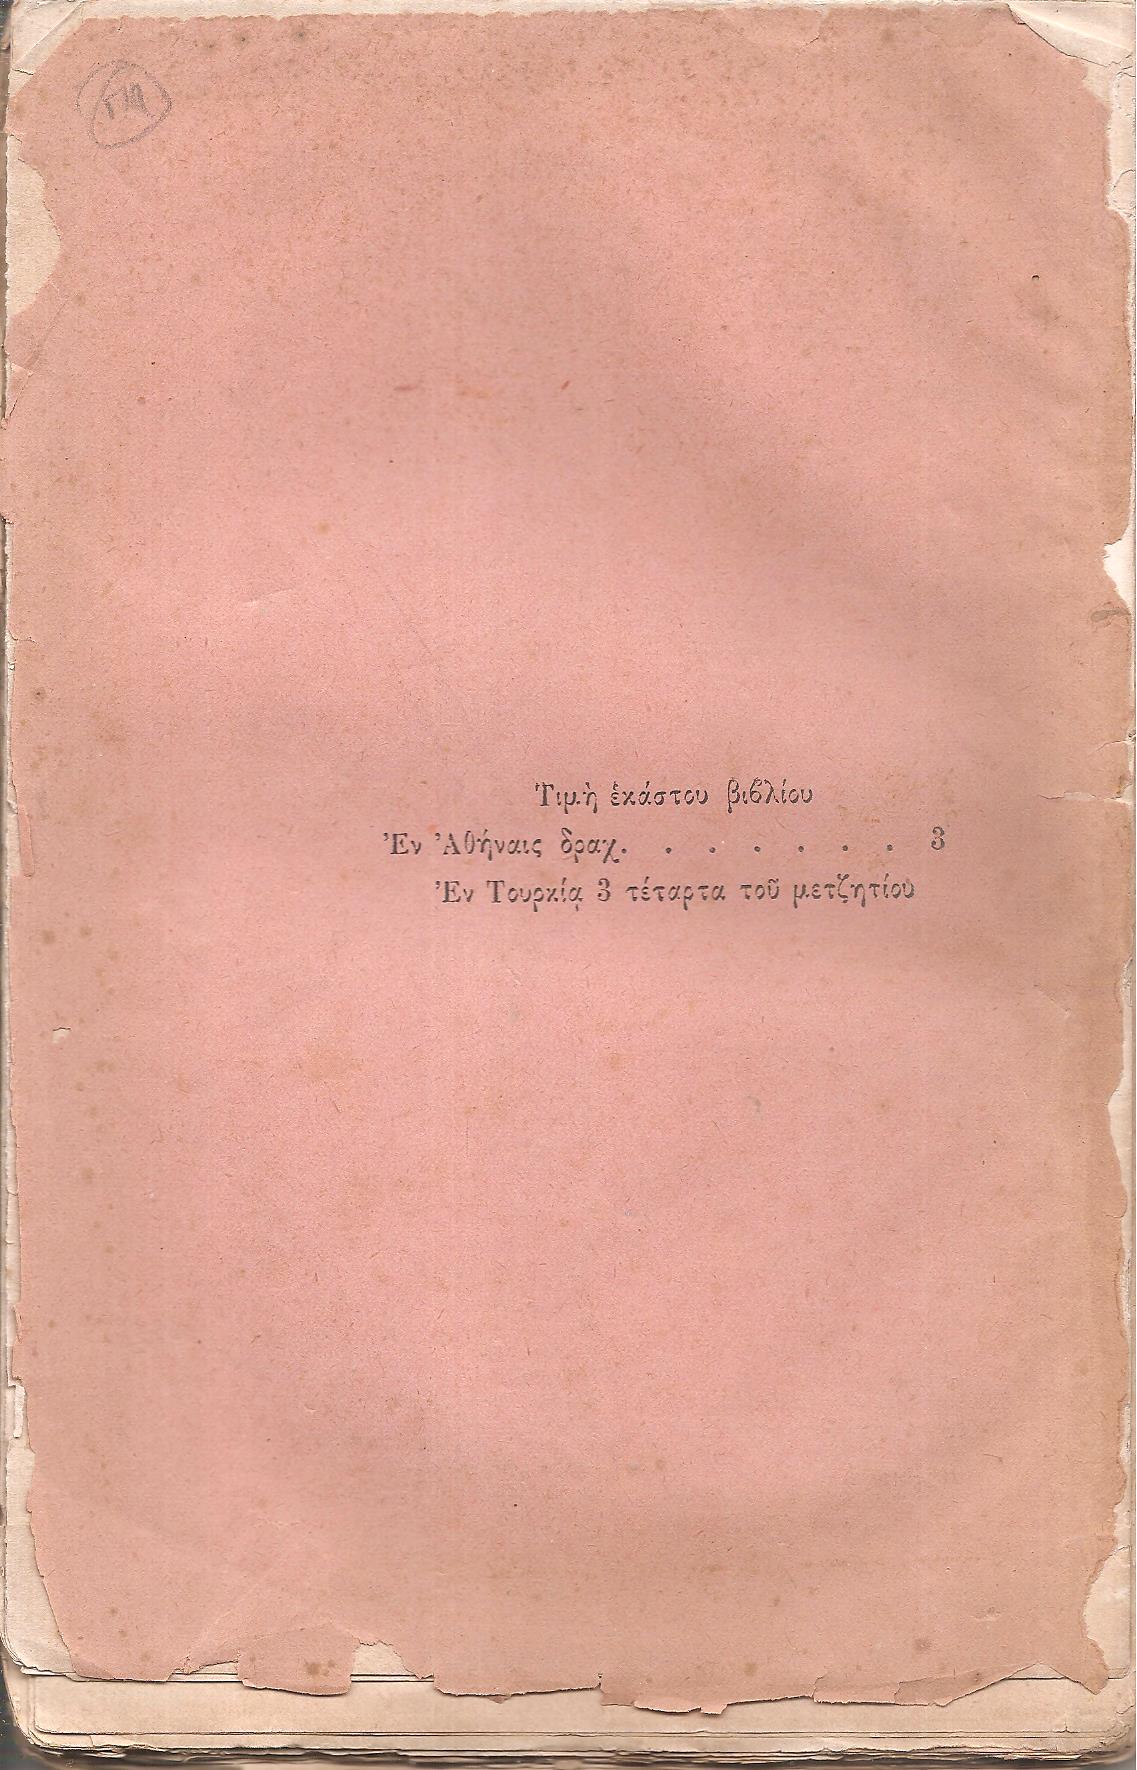 Τιμὴ ἑκάστου βιβλίου
Ἐν Ἀθήναις δραχ. . . . . . . 3
Ἐν Τουρκίᾳ 3 τέταρτα τοῦ μετζητίου